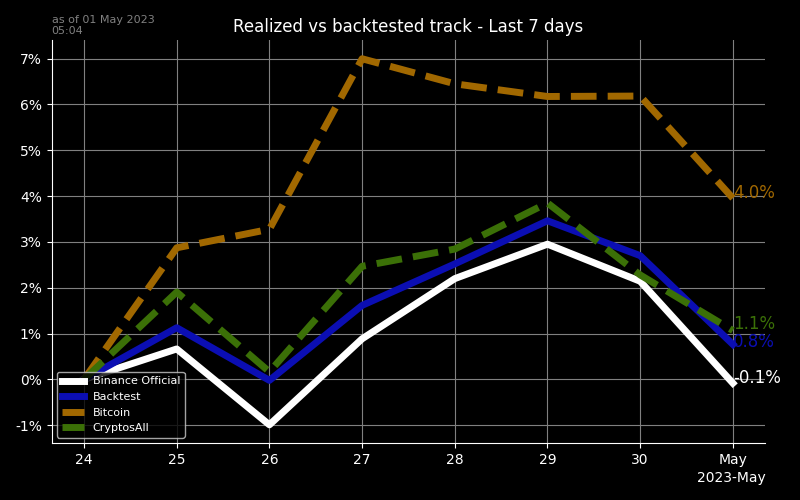 as of 01 May 2023
05:04
Realized vs backtested track - Last 7 days
7%
6%
5%
4%
3%
2%
1%
0%
-1%
4.0%
1.1%
0.8%
-0.1%
Binance Official
Backtest
Bitcoin
CryptosAll
24 25 26 27 28 29 30 May
2023-May